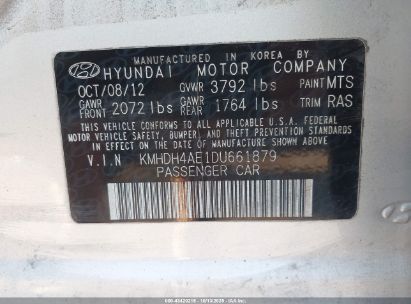 MANUFACTURED IN KOREA BY
HYUNDAI MOTOR COMPANY
OCT/08/12 GVWR 3792 lbs PAINT MTS
GAWR FRONT 2072 lbs GAWR REAR 1764 lbs TRIM RAS
THIS VEHICLE CONFORMS TO ALL APPLICABLE U.S.A FEDERAL
MOTOR VEHICLE SAFETY, BUMPER, AND THEFT PREVENTION
STANDARDS IN EFFECT ON THE DATE OF MANUFACTURE SHOWN ABOVE.
V.I.N KMHDH4AE1DU661879
PASSENGER CAR